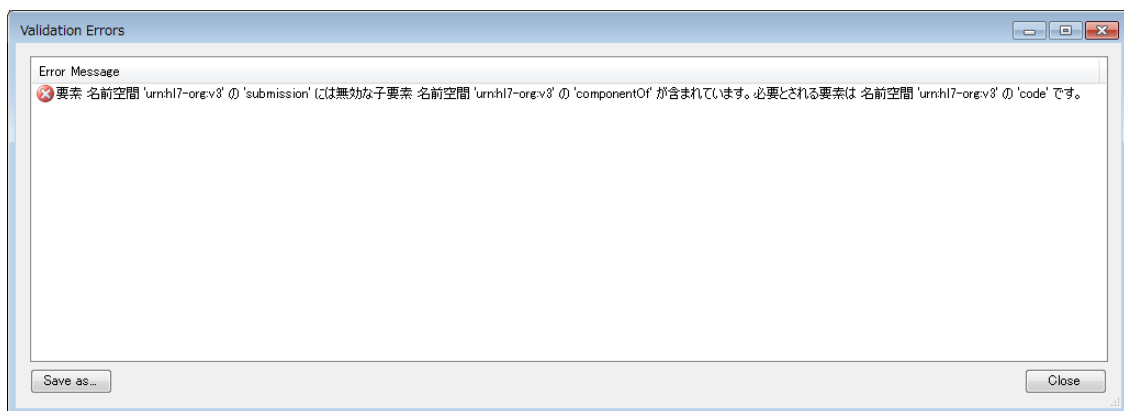 Validation Errors
Error Message
要素 名前空間 'urn:hl7-org:v3' の 'submission' には無効な子要素 名前空間 'urn:hl7-org:v3' の 'componentOf' が含まれています。必要とされる要素は 名前空間 'urn:hl7-org:v3' の 'code' です。
Save as...
Close